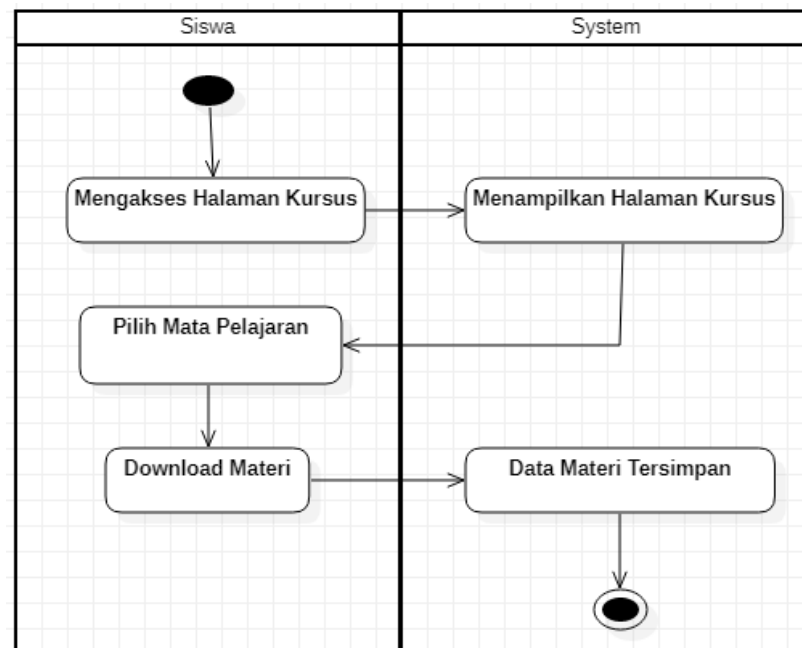 Siswa
System
Mengakses Halaman Kursus
Menampilkan Halaman Kursus
Pilih Mata Pelajaran
Download Materi
Data Materi Tersimpan